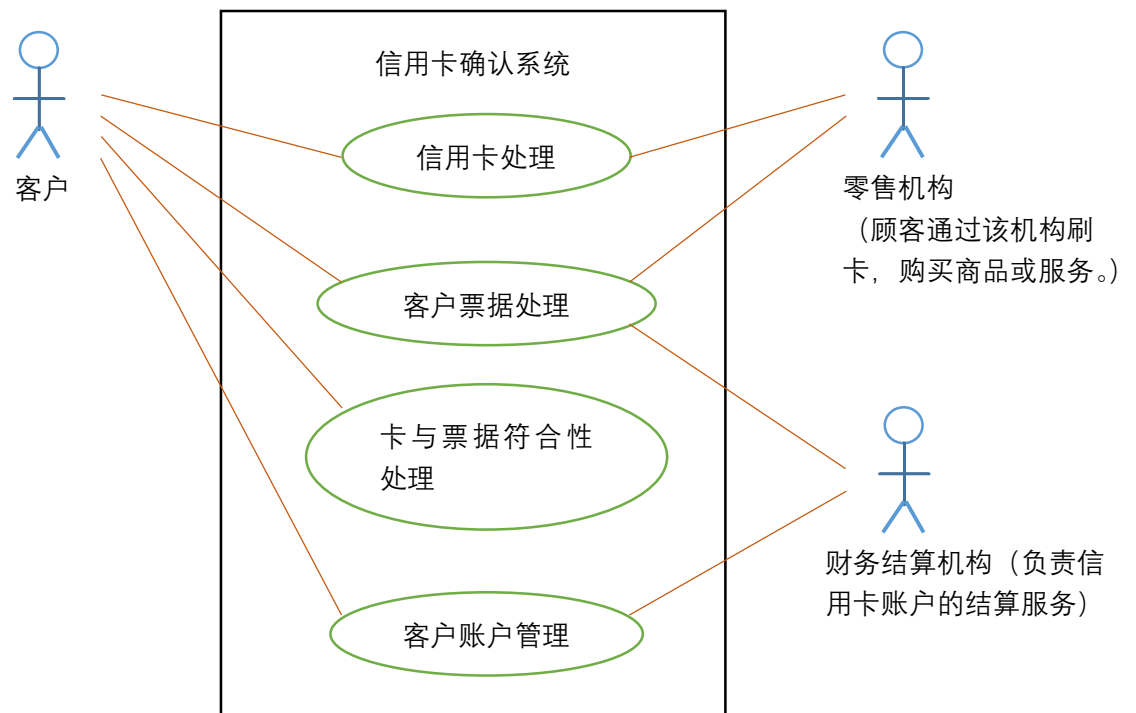 信用卡确认系统
信用卡处理
客户
零售机构
（顾客通过该机构刷
卡，购买商品或服务。）
客户票据处理
卡与票据符合性
处理
财务结算机构（负责信
用卡账户的结算服务）
客户账户管理